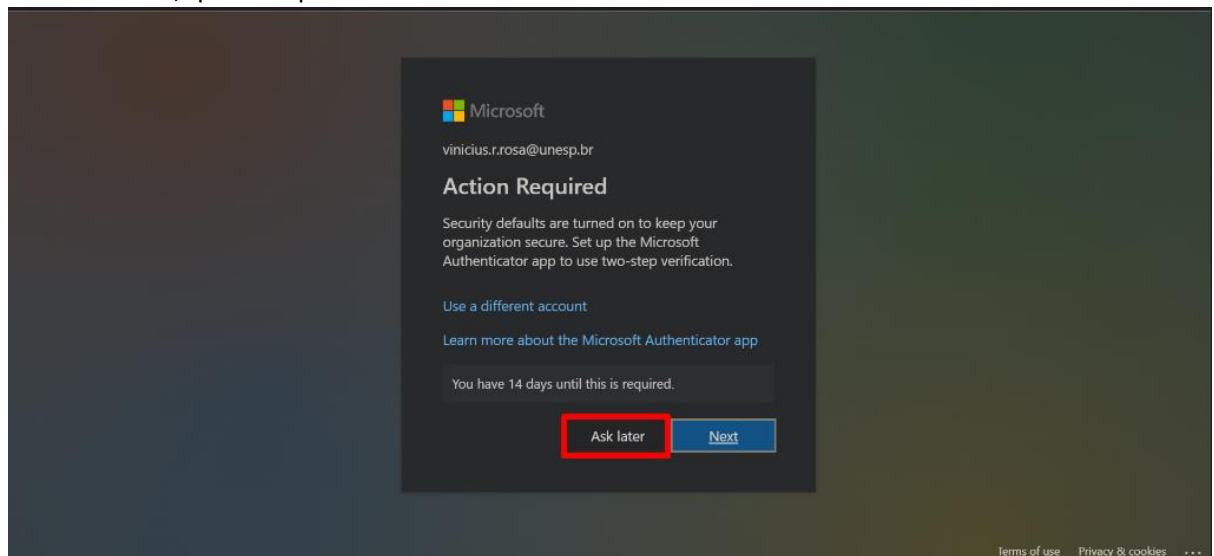 Microsoft
vinicius.r.rosa@unesp.br
Action Required
Security defaults are turned on to keep your
organization secure. Set up the Microsoft
Authenticator app to use two-step verification.
Use a different account
Learn more about the Microsoft Authenticator app
You have 14 days until this is required.
Ask later Next
Terms of use Privacy & cookies ...